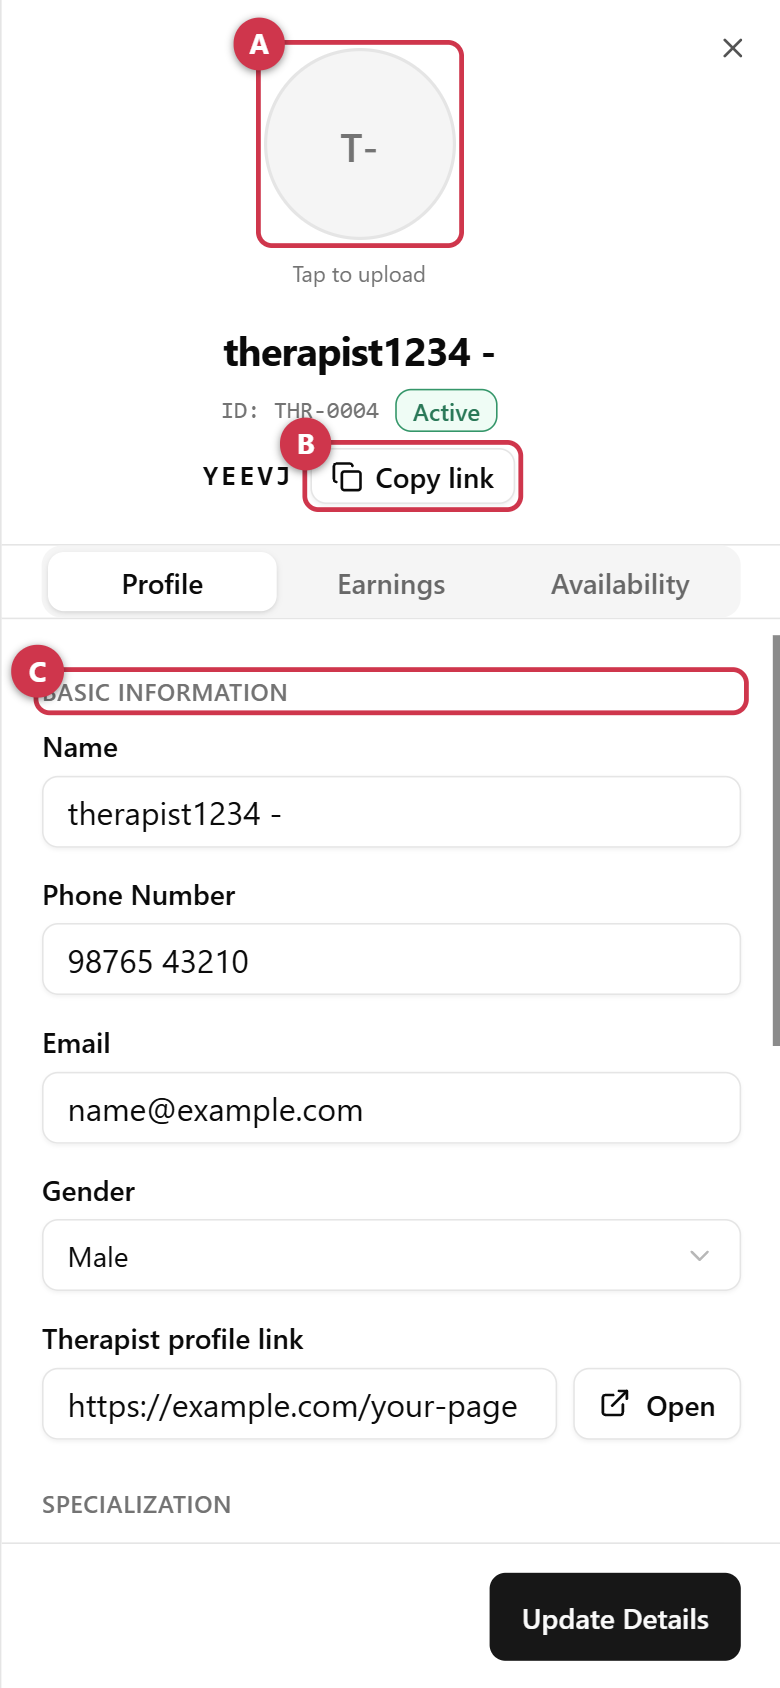 A
T-
Tap to upload
therapist1234 -
ID: THR-0004 Active
B
YEEVJ Copy link
Profile Earnings Availability
C
BASIC INFORMATION
Name
therapist1234 -
Phone Number
98765 43210
Email
name@example.com
Gender
Male
Therapist profile link
https://example.com/your-page Open
SPECIALIZATION
Update Details